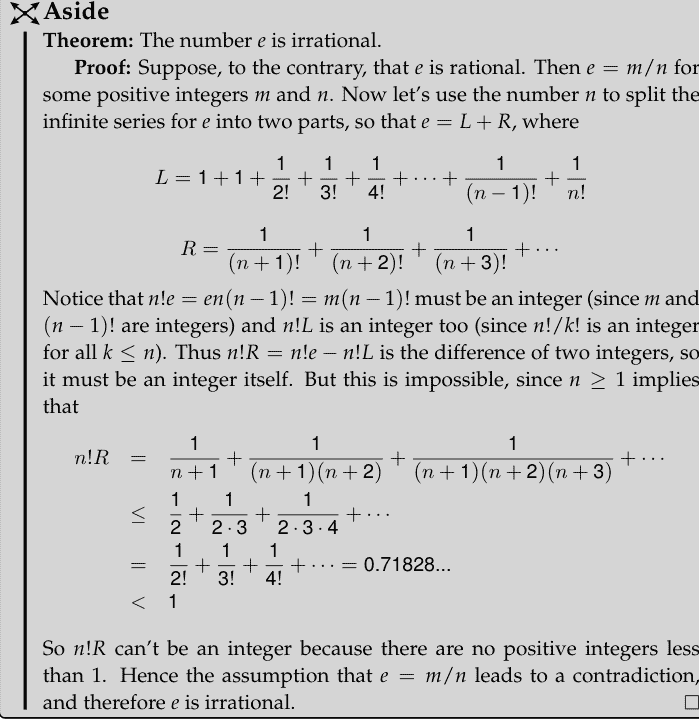 Aside
Theorem: The number e is irrational.
Proof: Suppose, to the contrary, that e is rational. Then e = m/n for
some positive integers m and n. Now let's use the number n to split the
infinite series for e into two parts, so that e = L + R, where
L = 1 + 1 + 1/2! + 1/3! + 1/4! + ⋯ + 1/(n − 1)! + 1/n!
R = 1/(n + 1)! + 1/(n + 2)! + 1/(n + 3)! + ⋯
Notice that n!e = en(n − 1)! = m(n − 1)! must be an integer (since m and
(n − 1)! are integers) and n!L is an integer too (since n!/k! is an integer
for all k ≤ n). Thus n!R = n!e − n!L is the difference of two integers, so
it must be an integer itself. But this is impossible, since n ≥ 1 implies
that
n!R = 1/(n + 1) + 1/((n + 1)(n + 2)) + 1/((n + 1)(n + 2)(n + 3)) + ⋯
≤ 1/2 + 1/(2 · 3) + 1/(2 · 3 · 4) + ⋯
= 1/2! + 1/3! + 1/4! + ⋯ = 0.71828...
< 1
So n!R can't be an integer because there are no positive integers less
than 1. Hence the assumption that e = m/n leads to a contradiction,
and therefore e is irrational. □